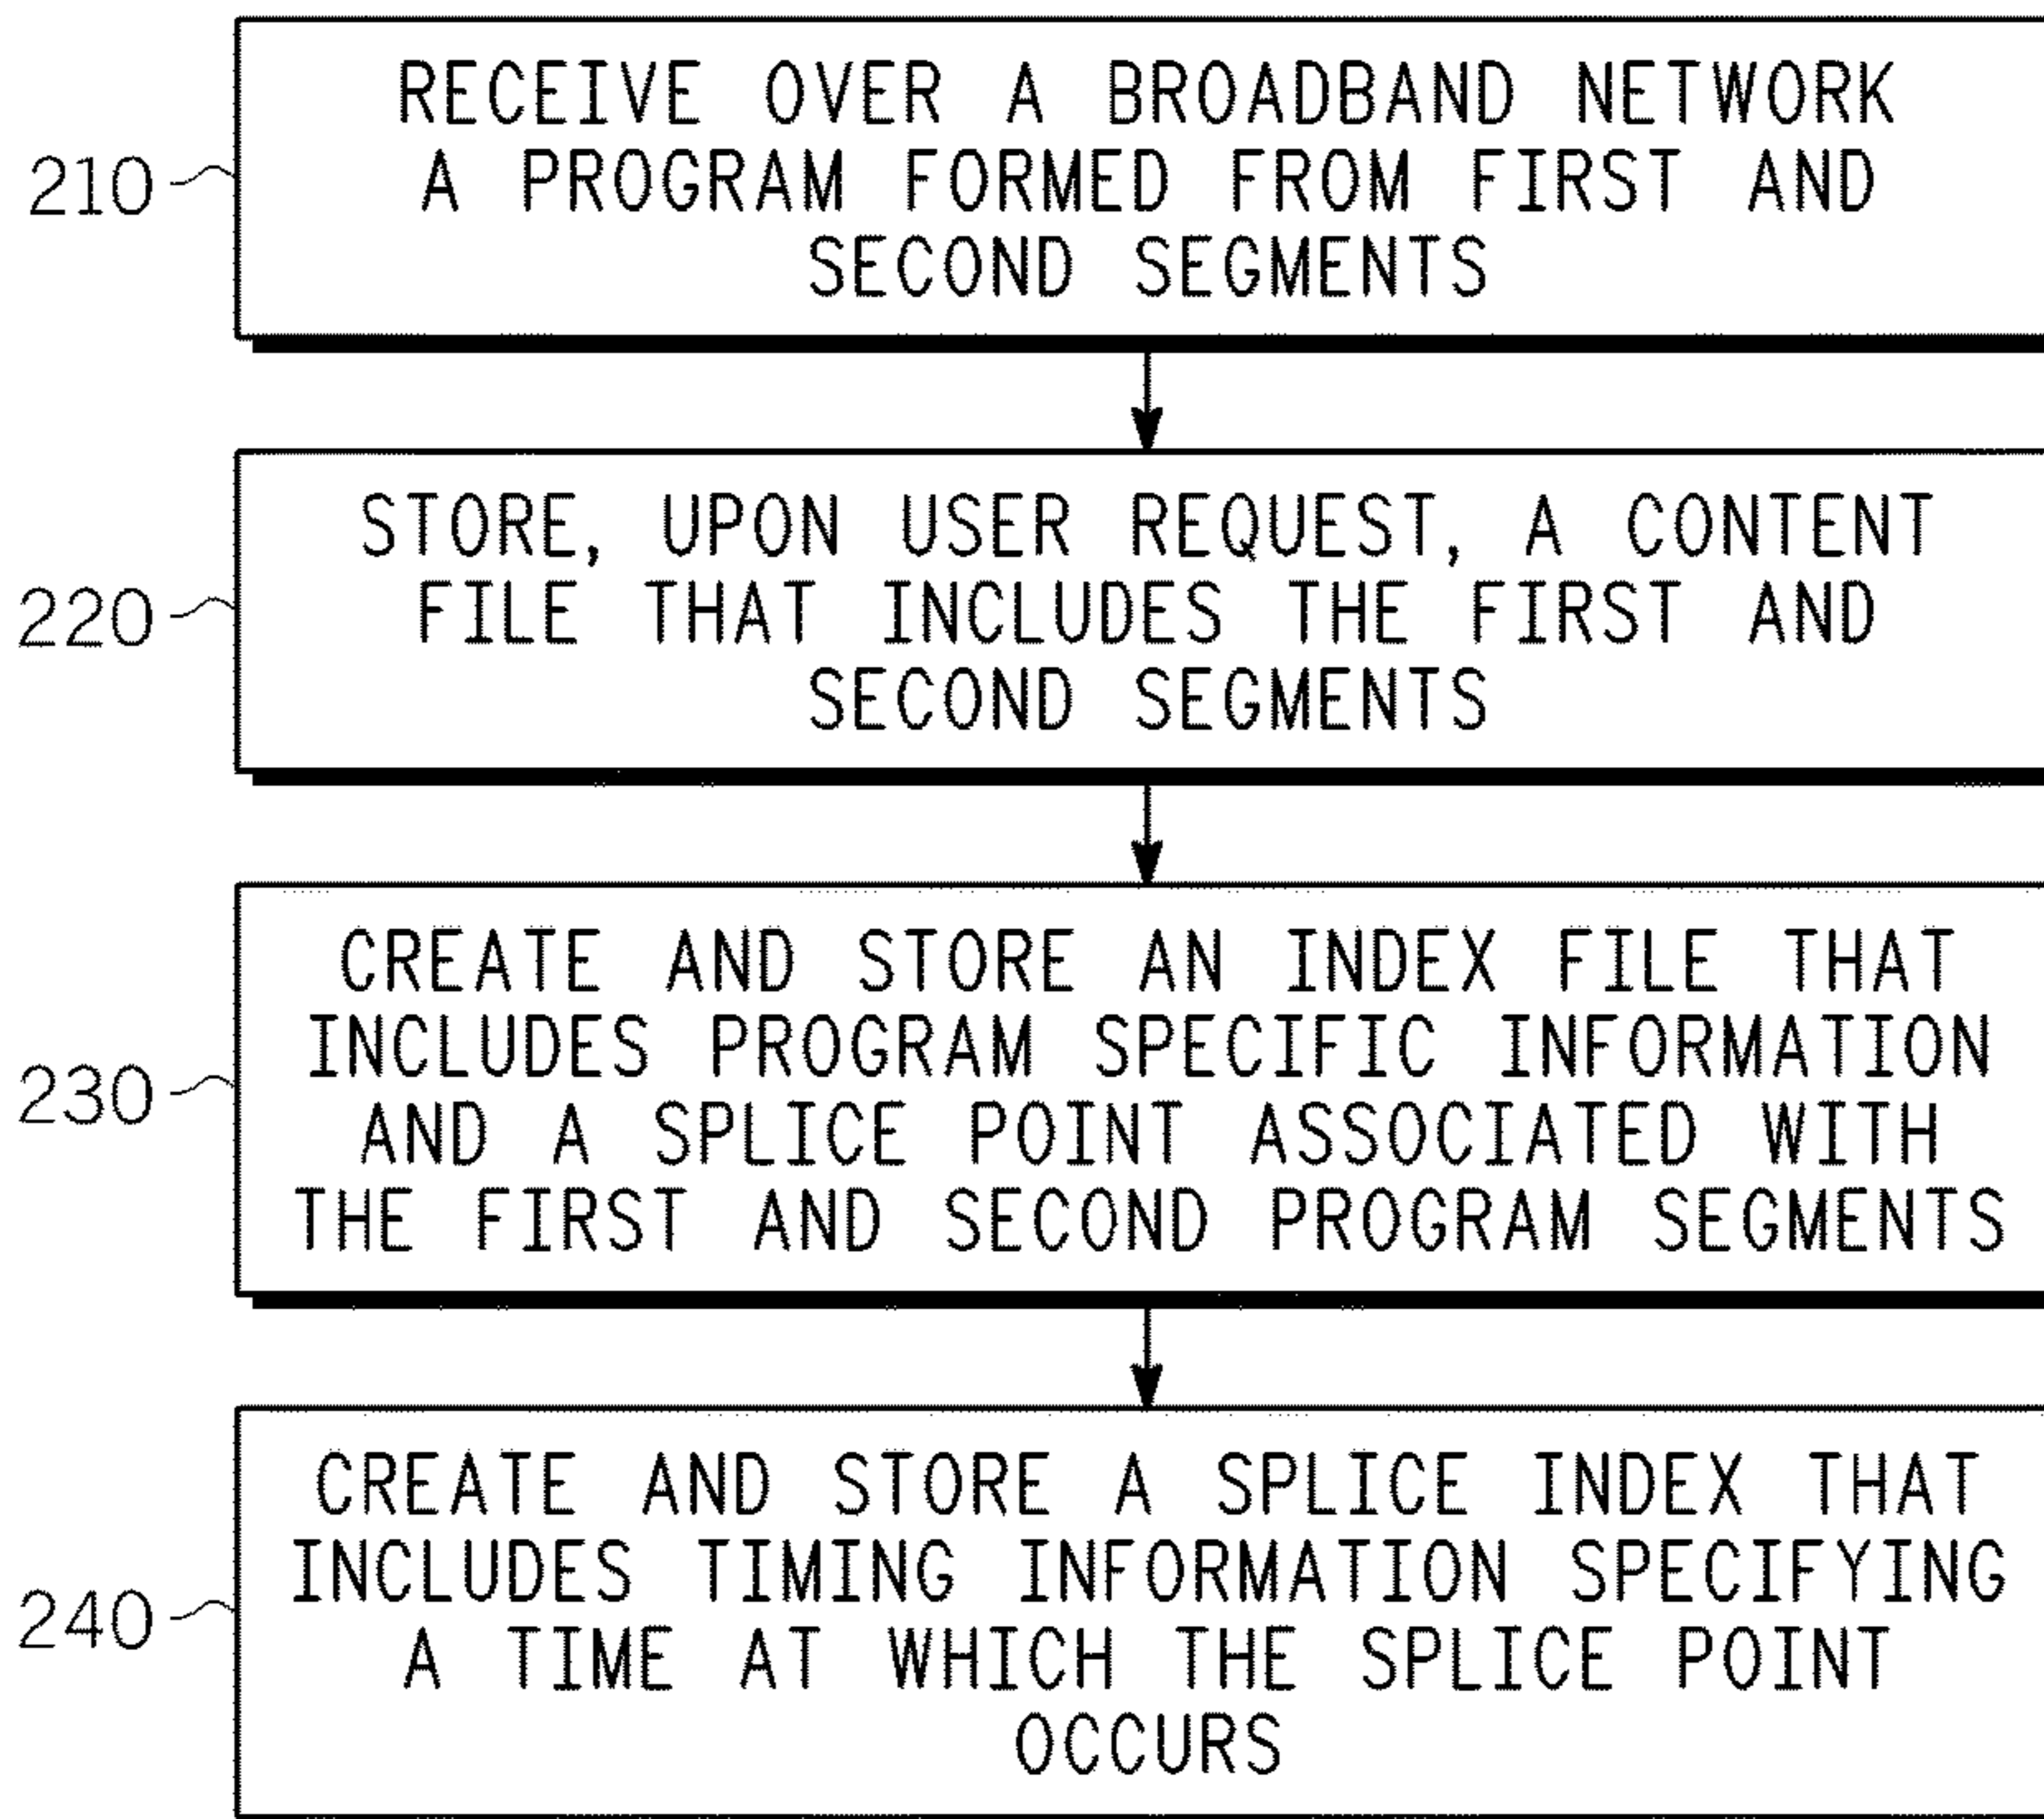 RECEIVE OVER A BROADBAND NETWORK
210
A PROGRAM FORMED FROM FIRST AND
SECOND SEGMENTS
STORE, UPON USER REQUEST, A CONTENT
220
FILE THAT INCLUDES THE FIRST AND
SECOND SEGMENTS
CREATE AND STORE AN INDEX FILE THAT
INCLUDES PROGRAM SPECIFIC INFORMATION
230
AND A SPLICE POINT ASSOCIATED WITH
THE FIRST AND SECOND PROGRAM SEGMENTS
CREATE AND STORE A SPLICE INDEX THAT
INCLUDES TIMING INFORMATION SPECIFYING
240
A TIME AT WHICH THE SPLICE POINT
OCCURS